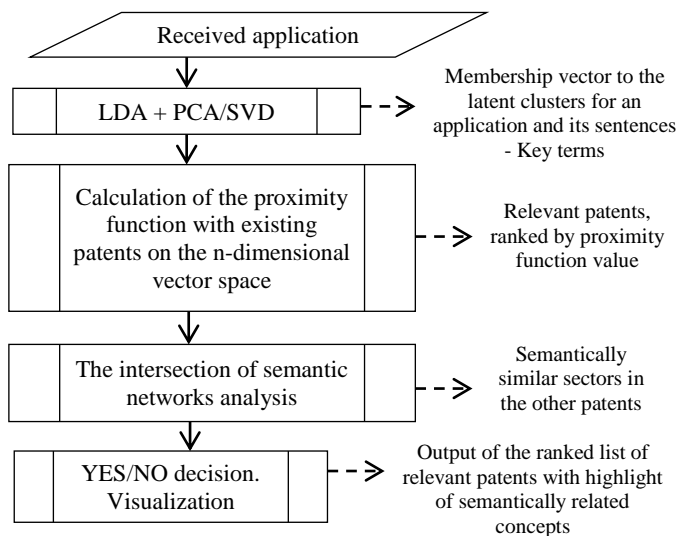 Received application
LDA + PCA/SVD
Membership vector to the
latent clusters for an
application and its sentences
- Key terms
Calculation of the proximity
function with existing
patents on the n-dimensional
vector space
Relevant patents,
ranked by proximity
function value
The intersection of semantic
networks analysis
Semantically
similar sectors in
the other patents
YES/NO decision.
Visualization
Output of the ranked list of
relevant patents with highlight
of semantically related
concepts